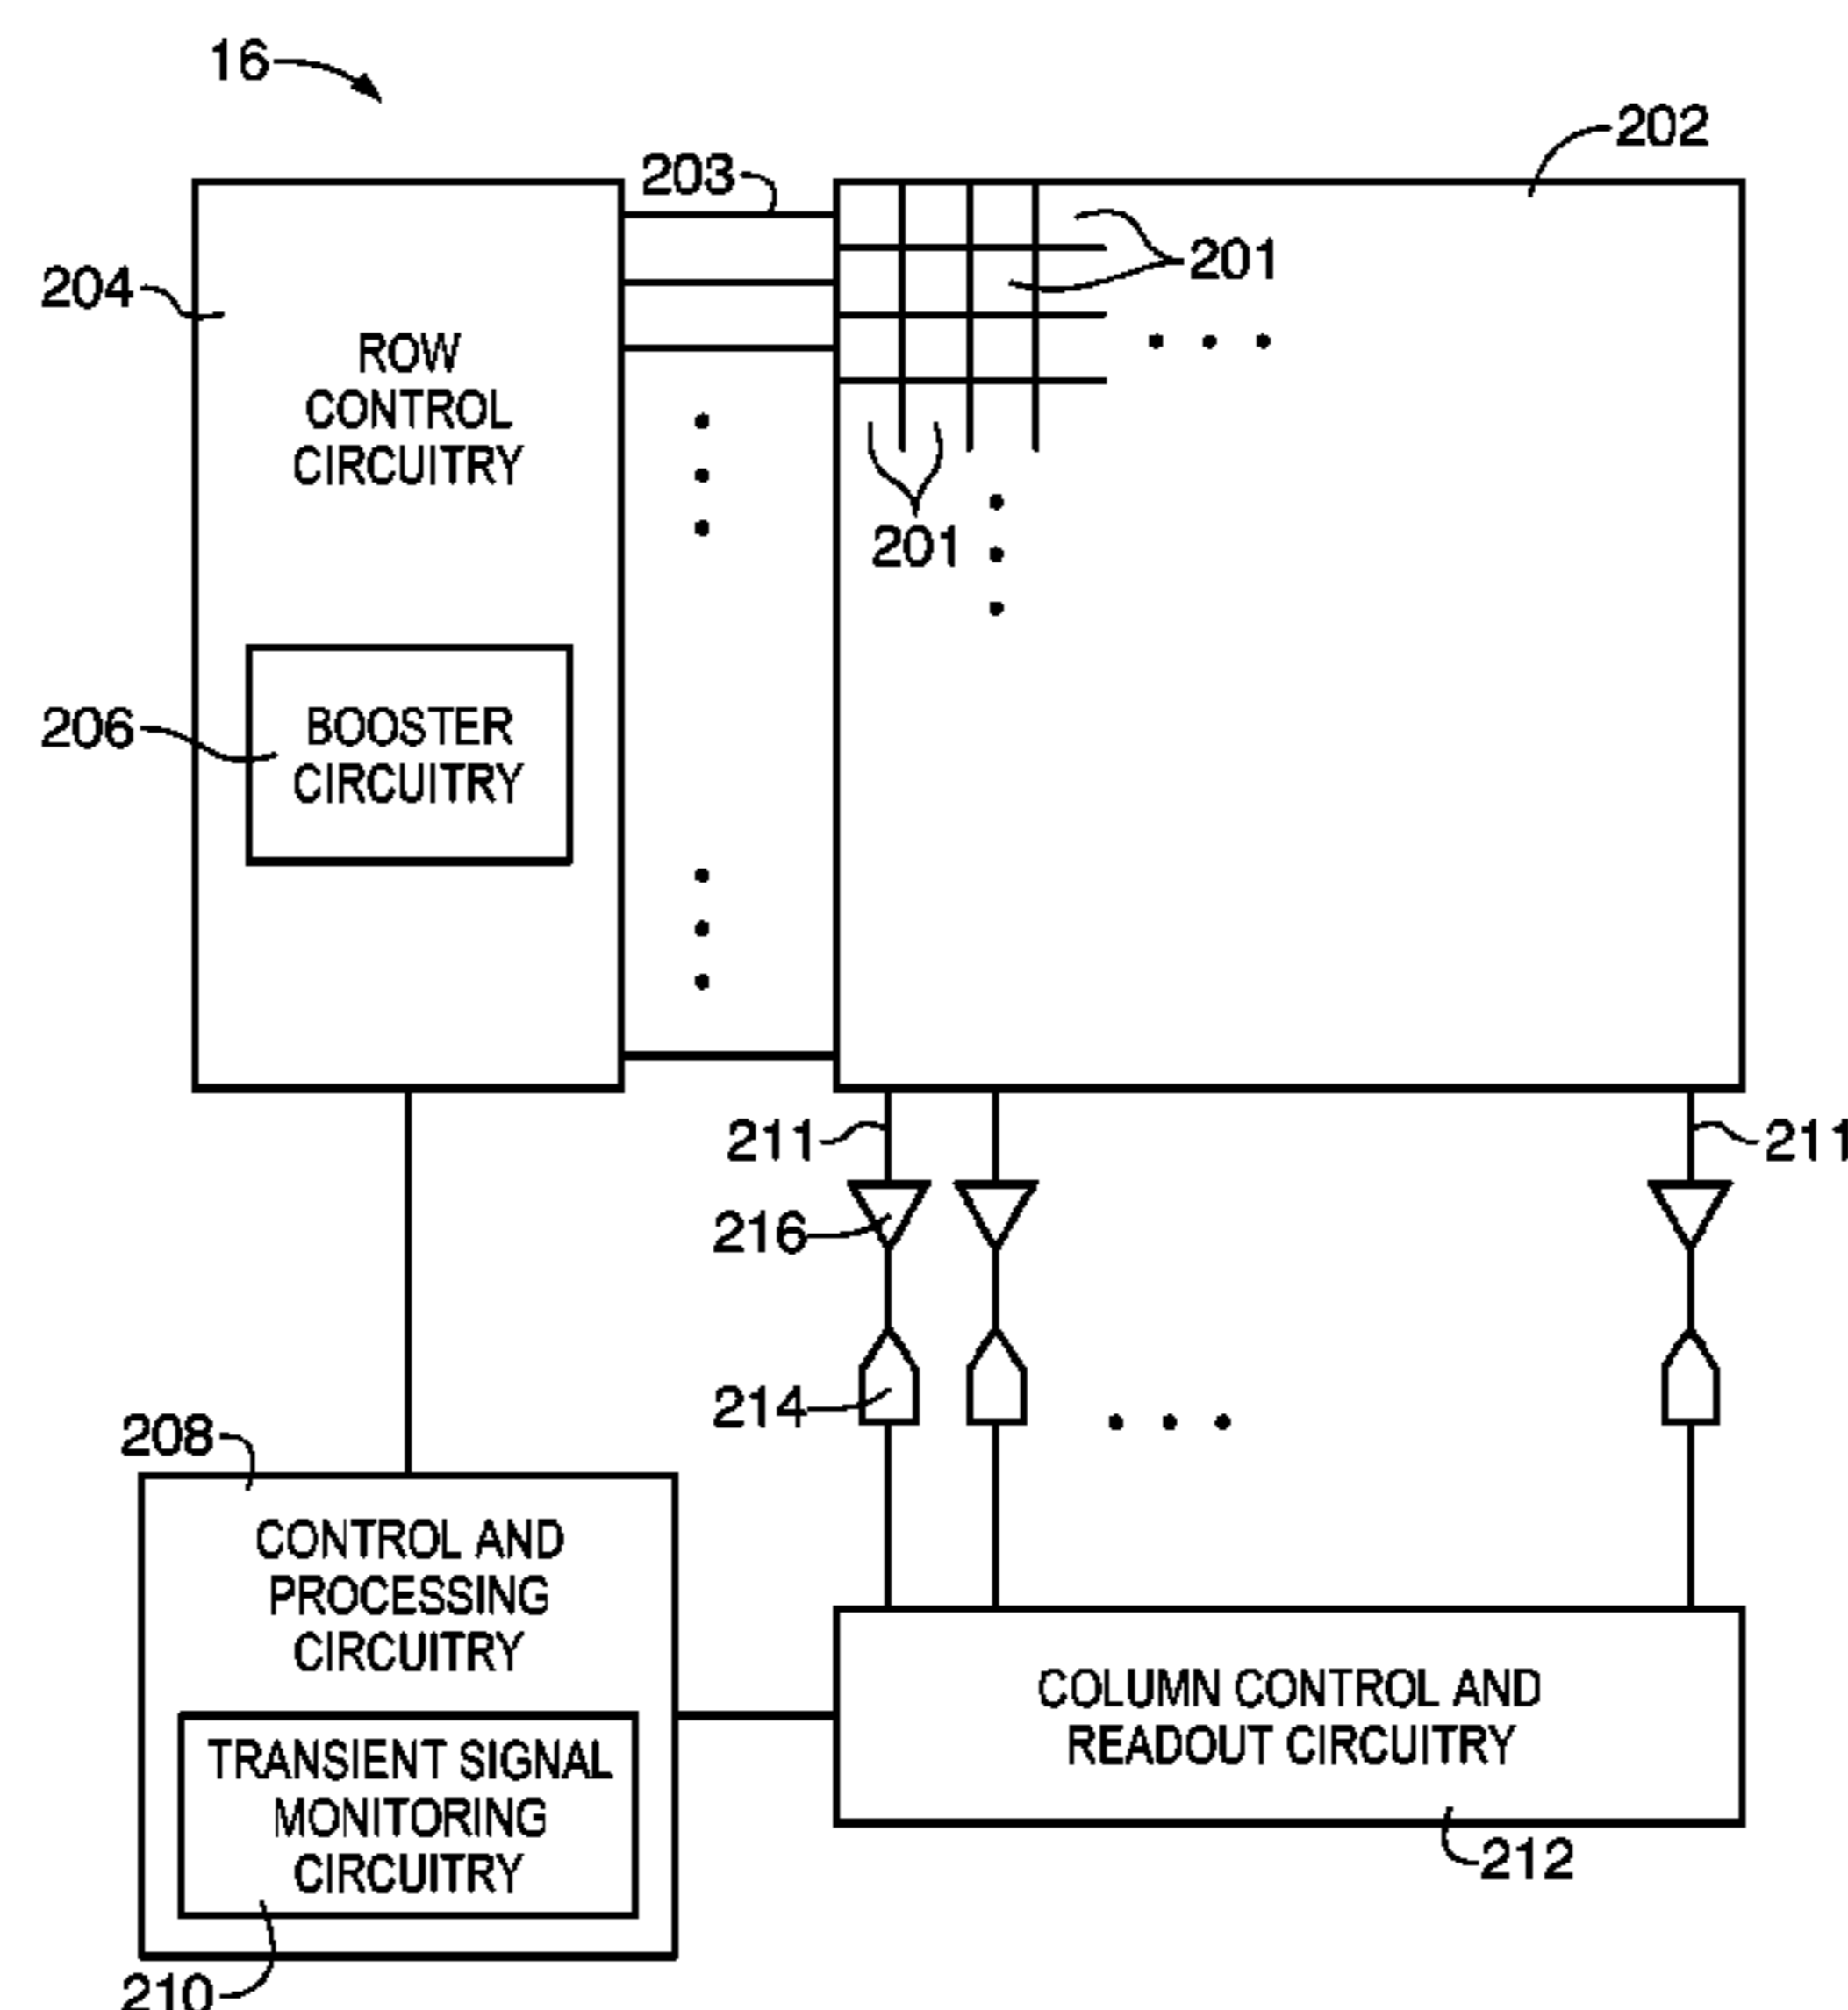 16
202
203
201
204
ROW
CONTROL
CIRCUITRY
201
206
BOOSTER
CIRCUITRY
211
211
216
214
208
CONTROL AND
PROCESSING
CIRCUITRY
COLUMN CONTROL AND
READOUT CIRCUITRY
TRANSIENT SIGNAL
MONITORING
CIRCUITRY
212
210